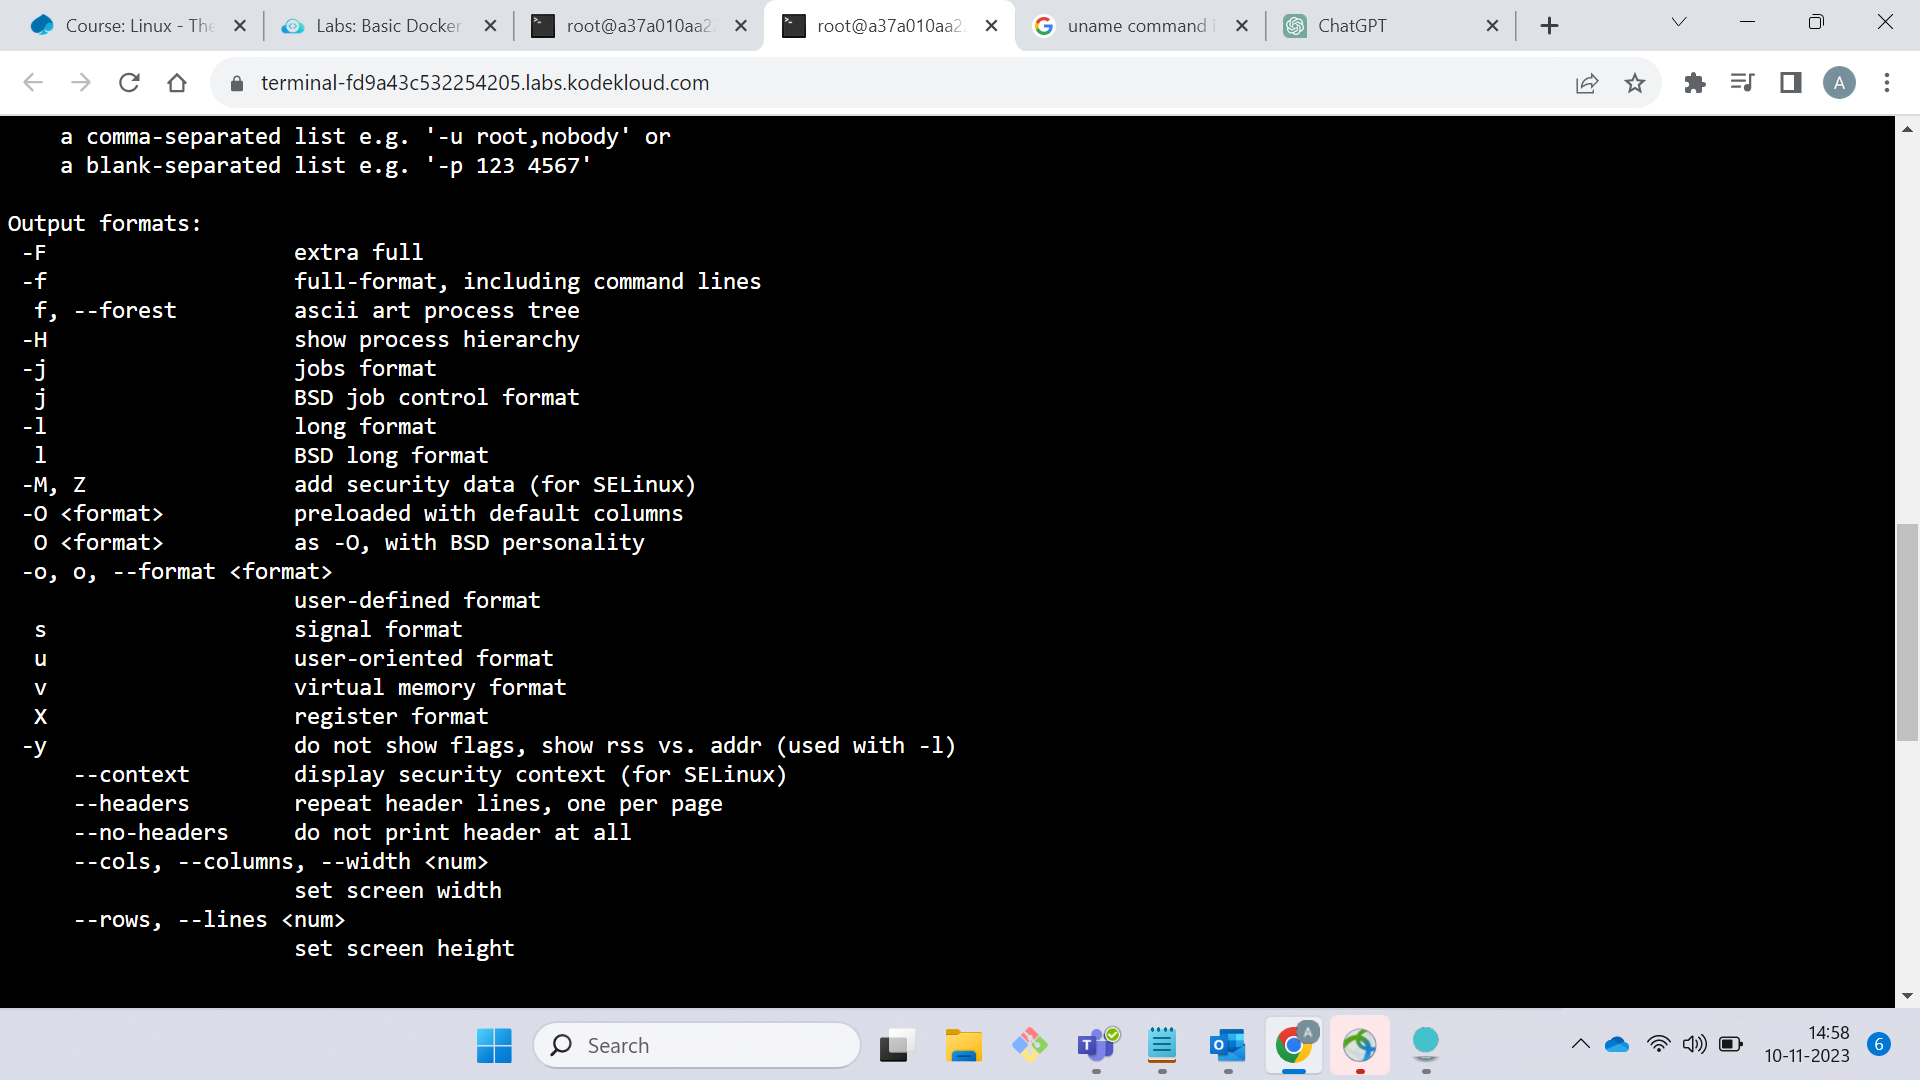 Course: Linux - The
Labs: Basic Docker
root@a37a010aa2
root@a37a010aa2
uname command i
ChatGPT
terminal-fd9a43c532254205.labs.kodekloud.com
A
a comma-separated list e.g. '-u root,nobody' or
a blank-separated list e.g. '-p 123 4567'
Output formats:
-F extra full
-f full-format, including command lines
f, --forest ascii art process tree
-H show process hierarchy
-j jobs format
j BSD job control format
-l long format
l BSD long format
-M, Z add security data (for SELinux)
-O <format> preloaded with default columns
O <format> as -O, with BSD personality
-o, o, --format <format>
user-defined format
s signal format
u user-oriented format
v virtual memory format
X register format
-y do not show flags, show rss vs. addr (used with -l)
--context display security context (for SELinux)
--headers repeat header lines, one per page
--no-headers do not print header at all
--cols, --columns, --width <num>
set screen width
--rows, --lines <num>
set screen height
Search
A
14:58
10-11-2023
6